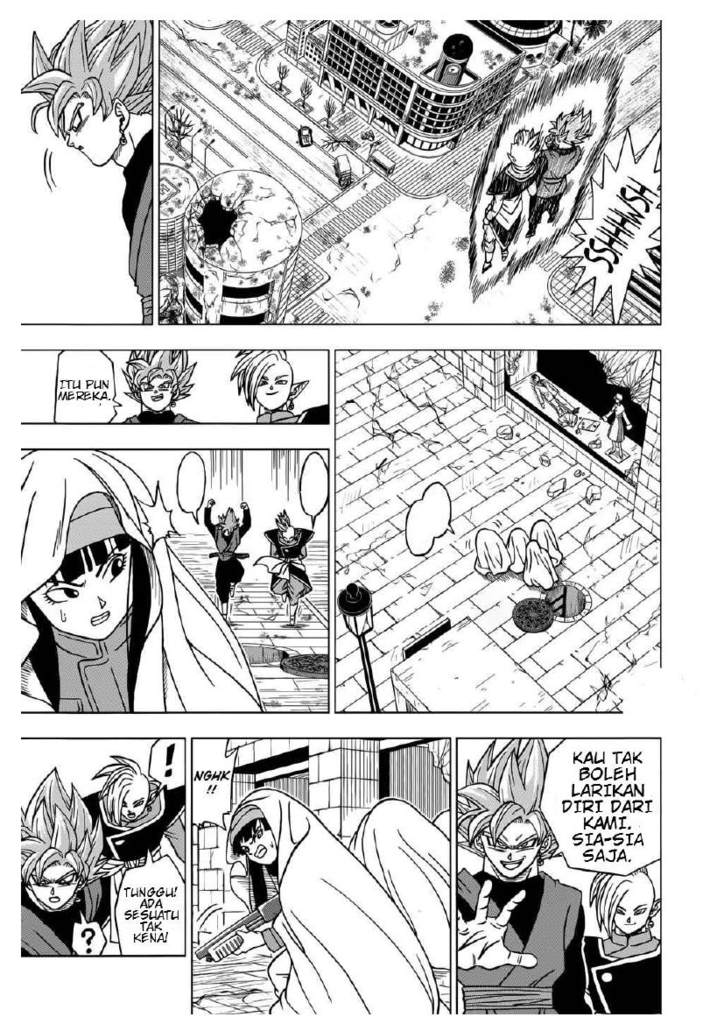 SSHHWSH
ITU PUN
MEREKA.
KAU TAK
BOLEH
LARIKAN
DIRI DARI
KAMI.
SIA-SIA
SAJA.
NGHK
!!
!
TUNGGU!
ADA
SESUATU
TAK
KENA!
?